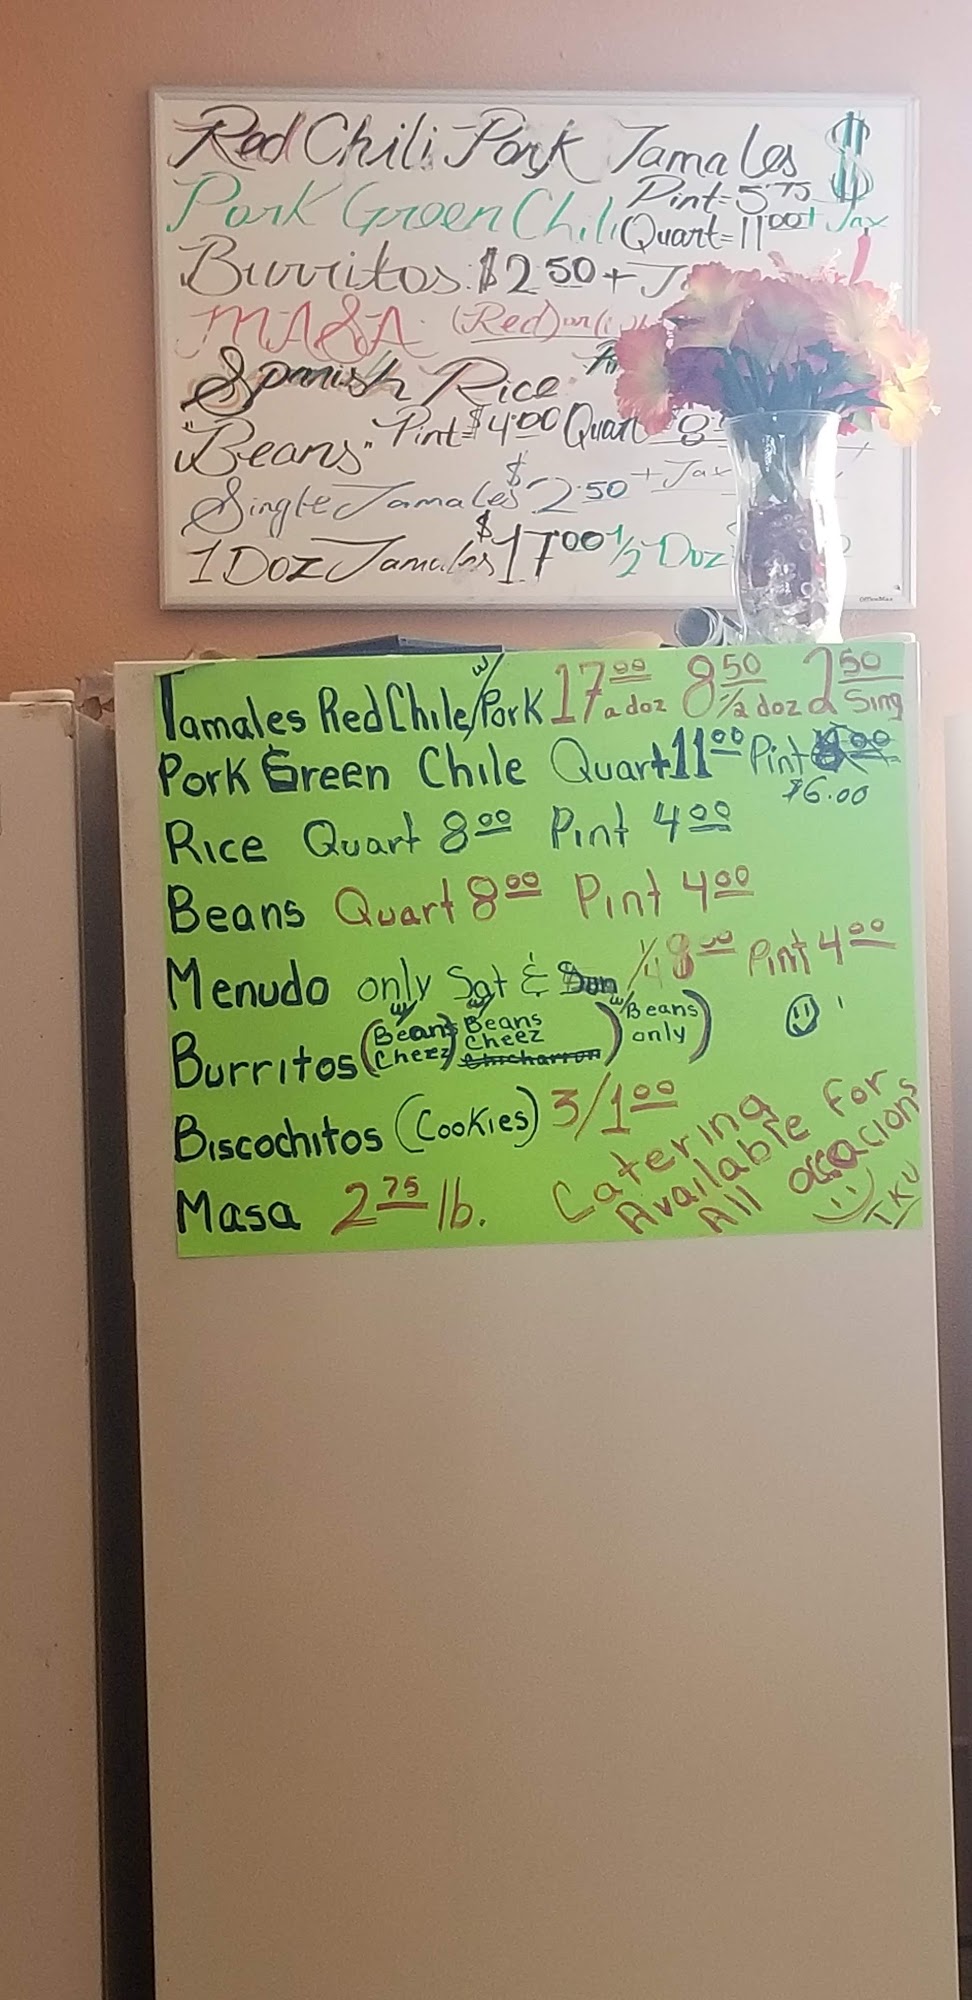 Red Chili Pork Tamales $
Pork Green Chili Pint=5.75
Quart=11.00 + Tax
Burritos: $2.50 + Ta
MASA (Red)
Spanish Rice
"Beans" Pint=$4.00 Quart 8
Single Tamales $2.50 + Tax
1 Doz Tamales $17.00 1/2 Doz
Tamales Red Chile w/ Pork 17.00 a doz 8.50 1/2 doz 2.50 Sing
Pork Green Chile Quart 11.00 Pint
$6.00
Rice Quart 8.00 Pint 4.00
Beans Quart 8.00 Pint 4.00
Menudo only Sat & Sun 1/4 8.00 Pint 4.00
Burritos (w/ Beans Cheez) w/ Beans Cheez Chicharron) w/ Beans only)
Biscochitos (Cookies) 3/1.00
Masa 2.75 lb.
Catering
Available For
All occacions
TKU